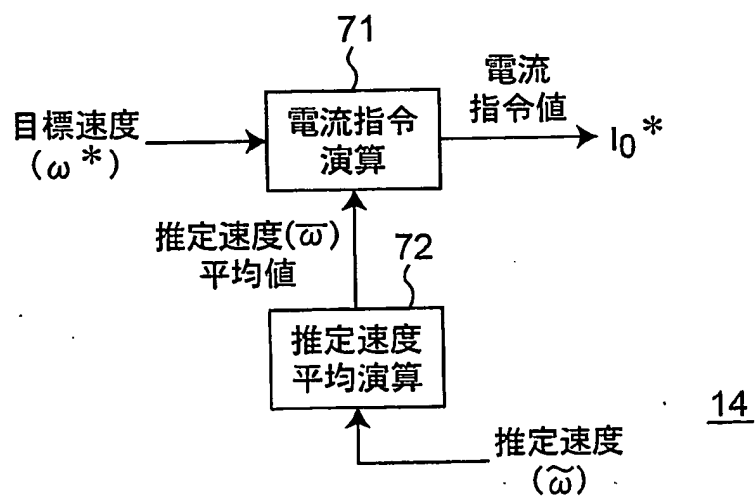 71
電流指令
演算
電流
指令値
目標速度
(ω*)
I₀*
推定速度(ω̅)
平均値
72
推定速度
平均演算
14
推定速度
(ω̃)